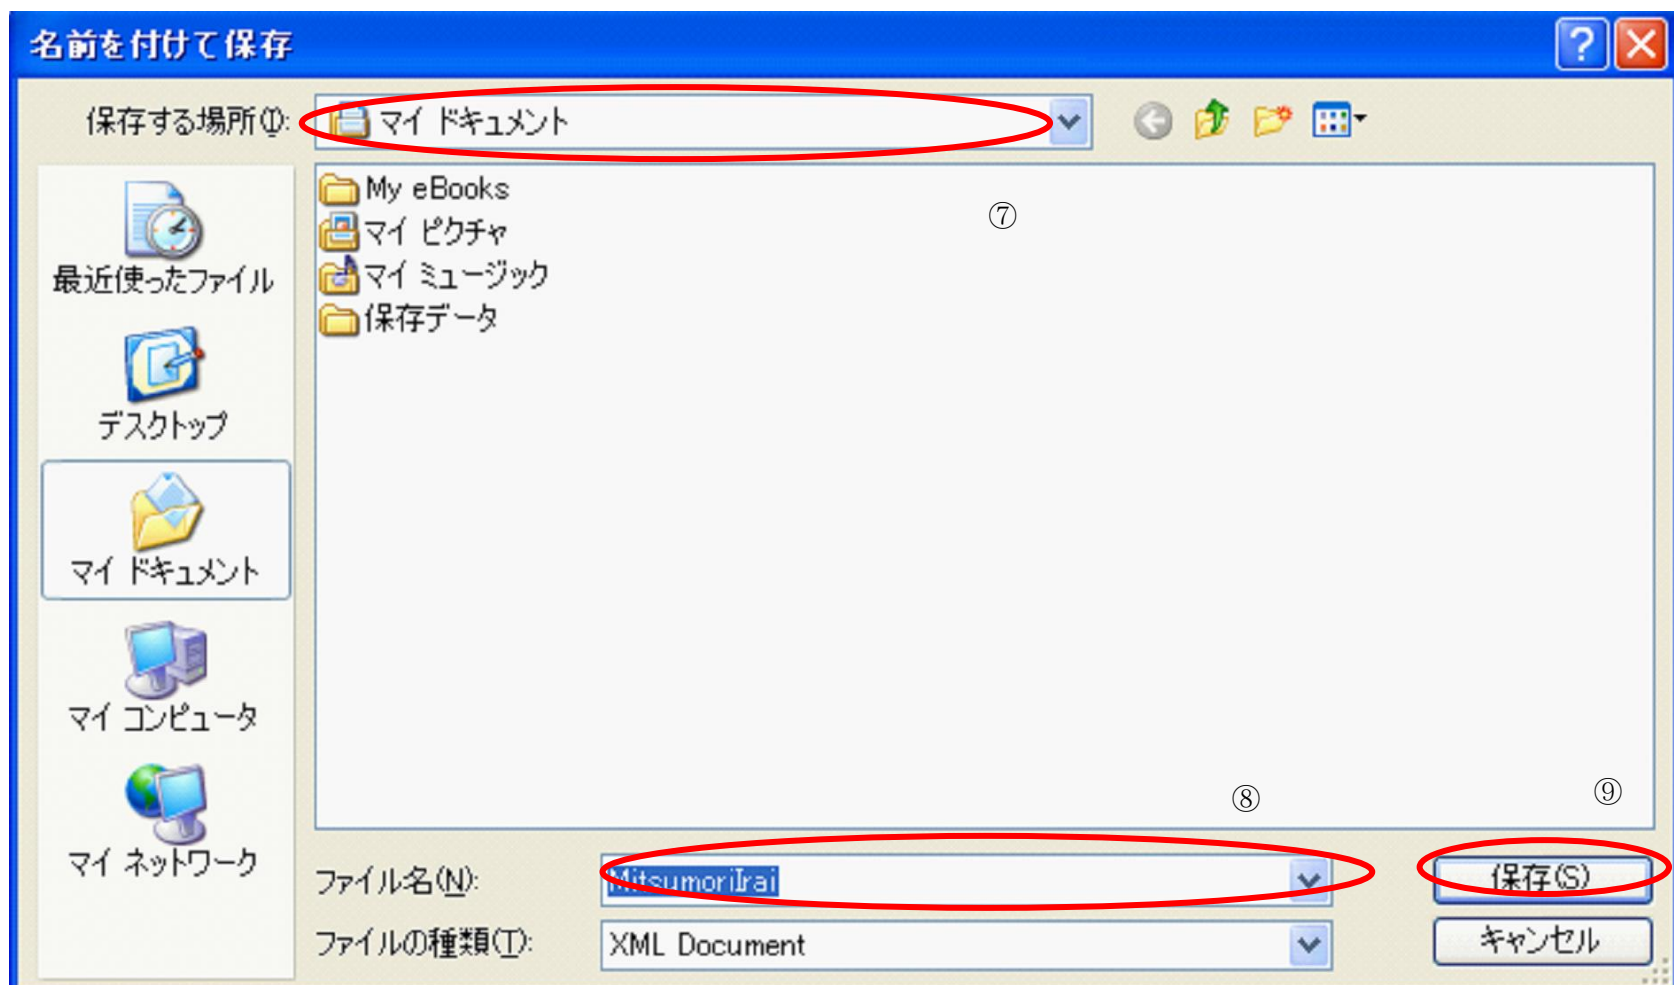 名前を付けて保存
保存する場所(I):
マイ ドキュメント
My eBooks
マイ ピクチャ
マイ ミュージック
保存データ
⑦
最近使ったファイル
デスクトップ
マイ ドキュメント
マイ コンピュータ
マイ ネットワーク
⑧
⑨
ファイル名(N):
MitsumoriIrai
保存(S)
ファイルの種類(T):
XML Document
キャンセル